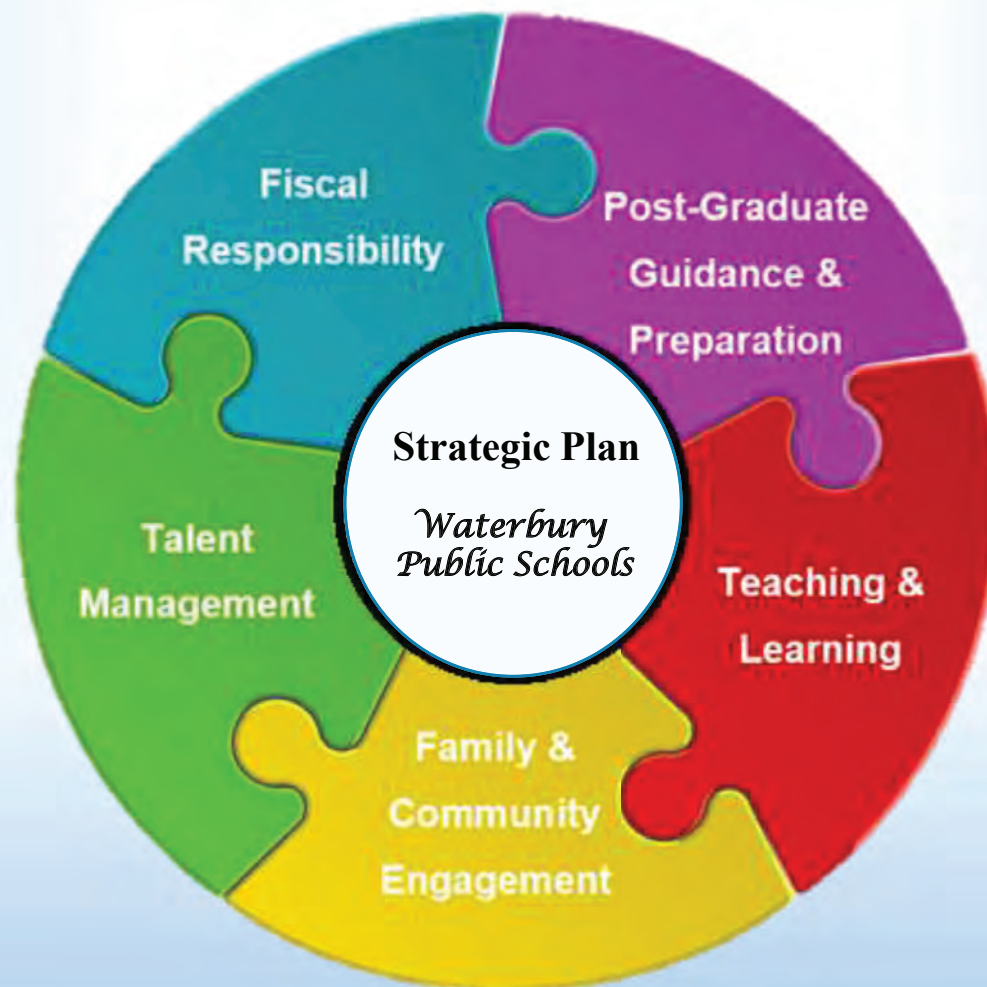 Fiscal
Responsibility
Post-Graduate
Guidance &
Preparation
Strategic Plan
Waterbury
Public Schools
Talent
Management
Teaching &
Learning
Family &
Community
Engagement